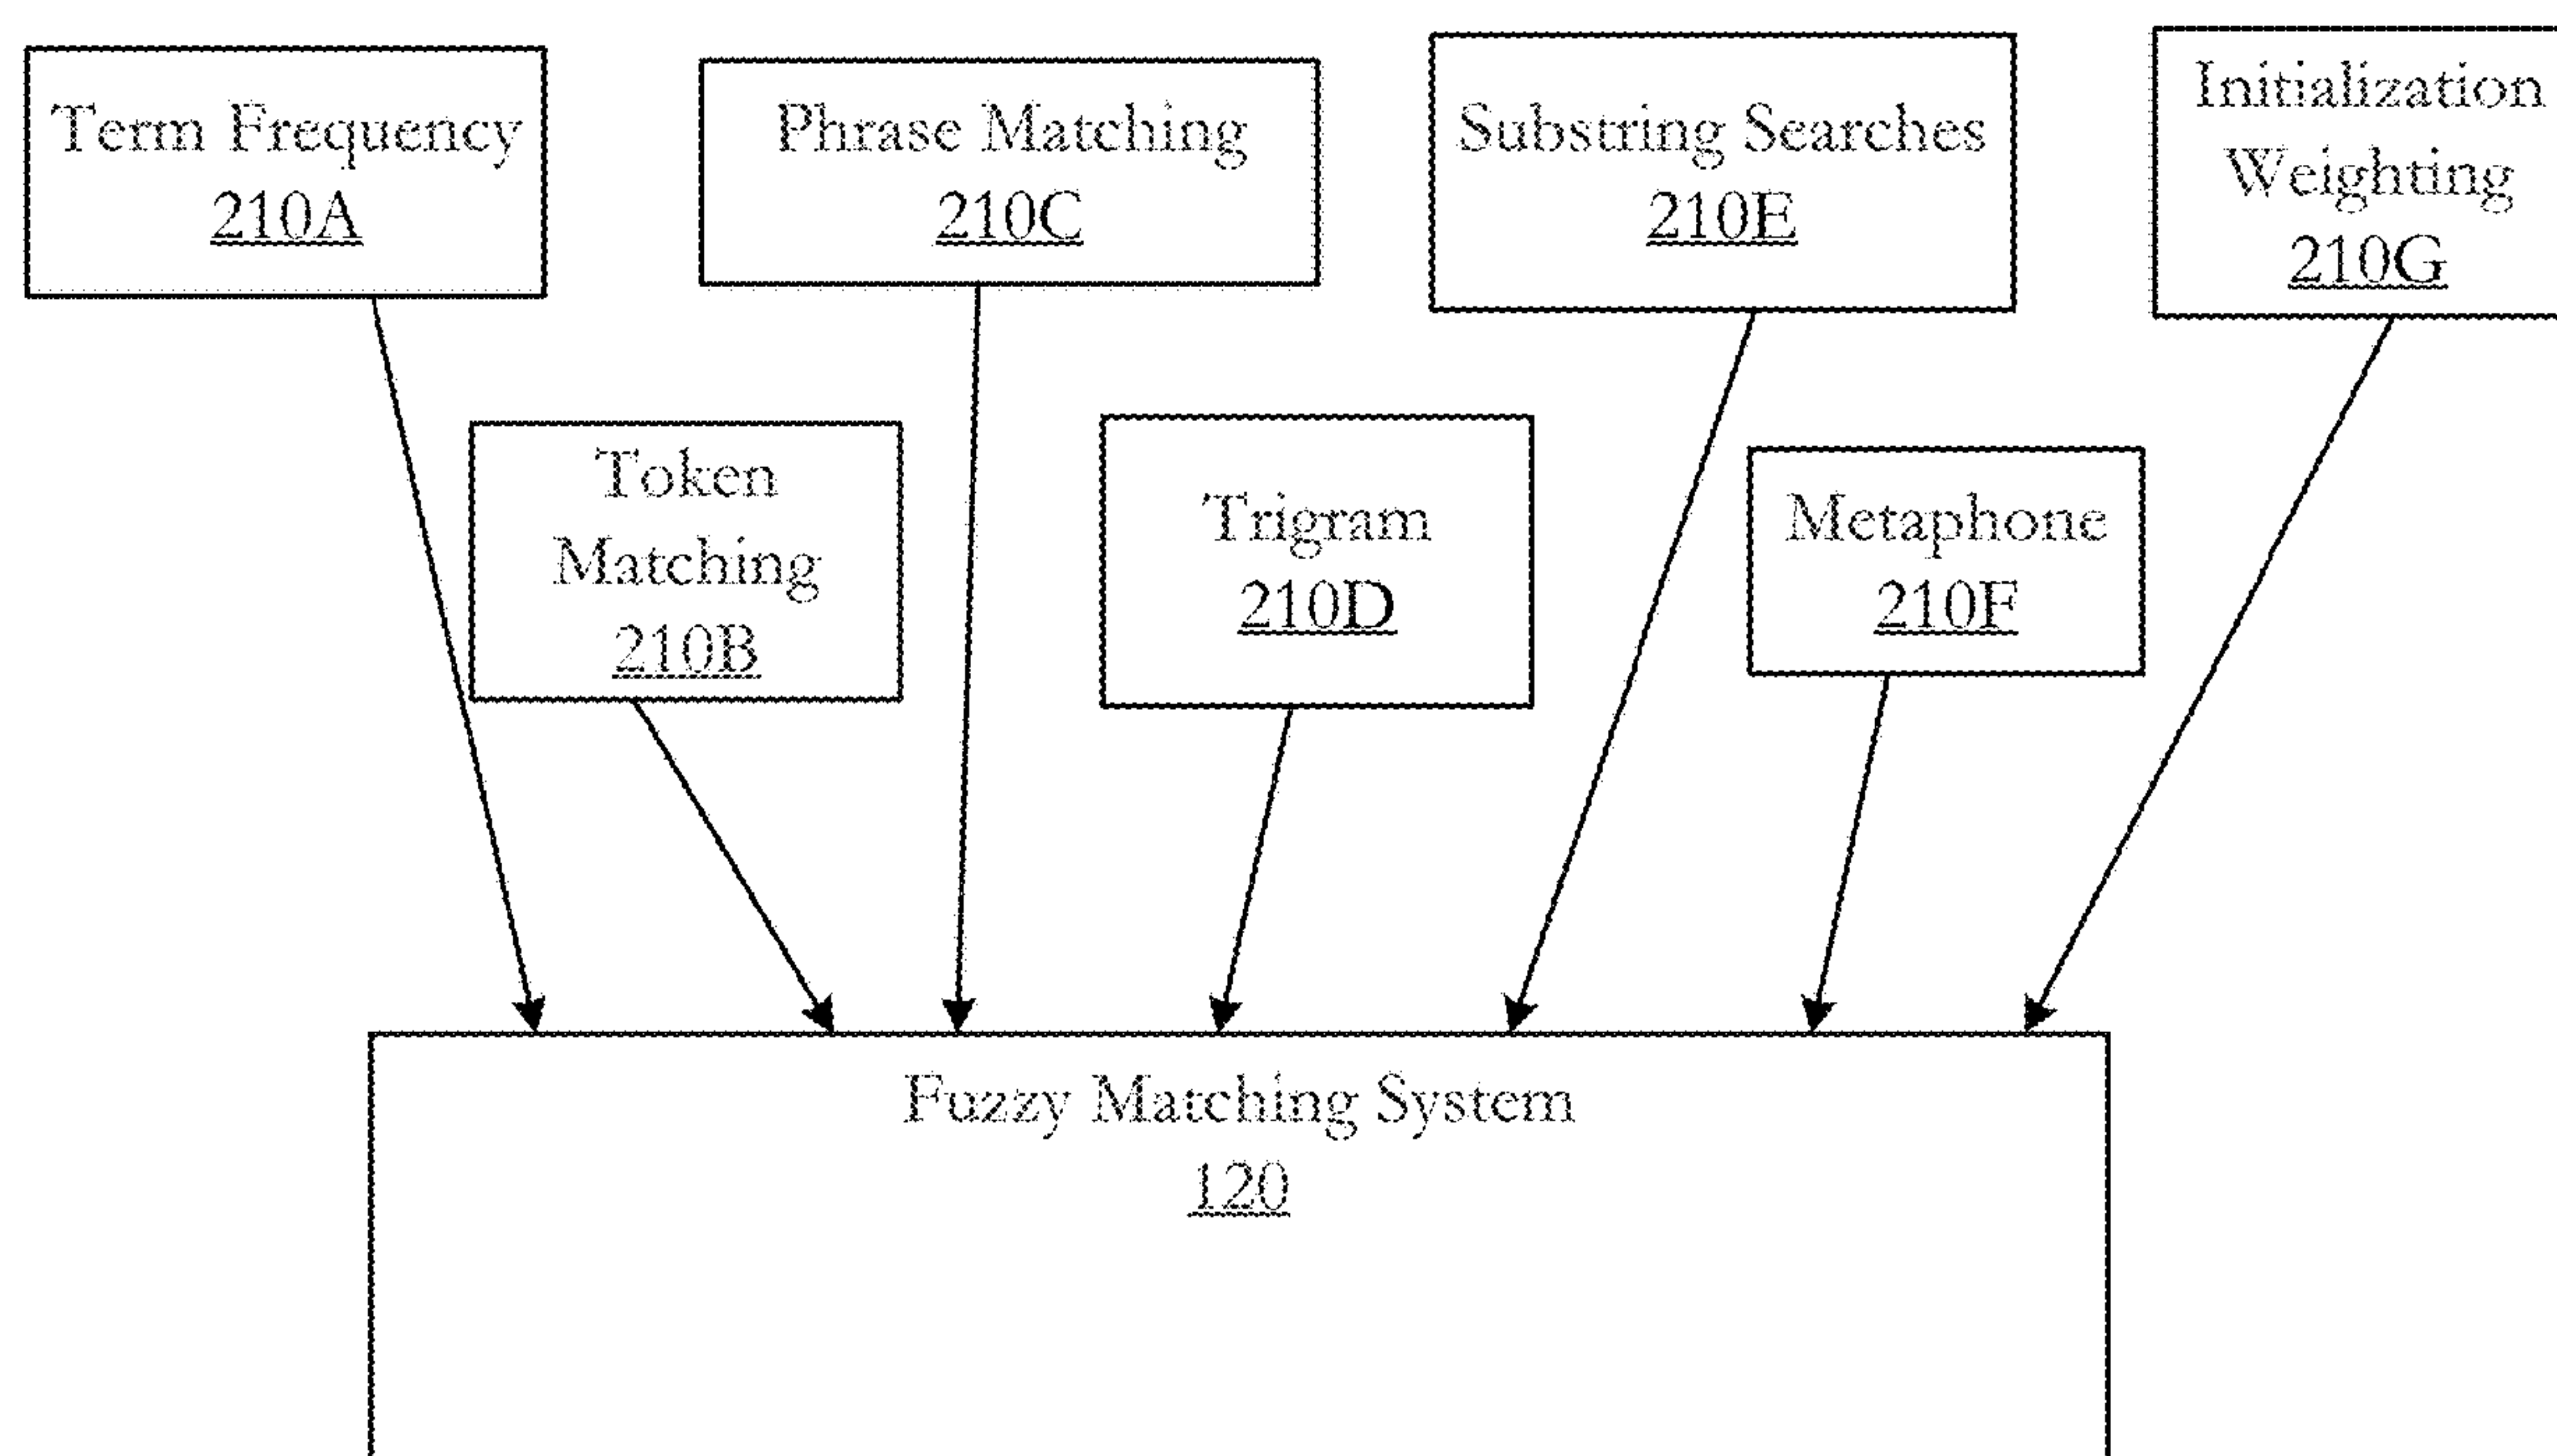 Term Frequency
210A
Phrase Matching
210C
Substring Searches
210E
Initialization
Weighting
210G
Token
Matching
210B
Trigram
210D
Metaphone
210F
Fuzzy Matching System
120